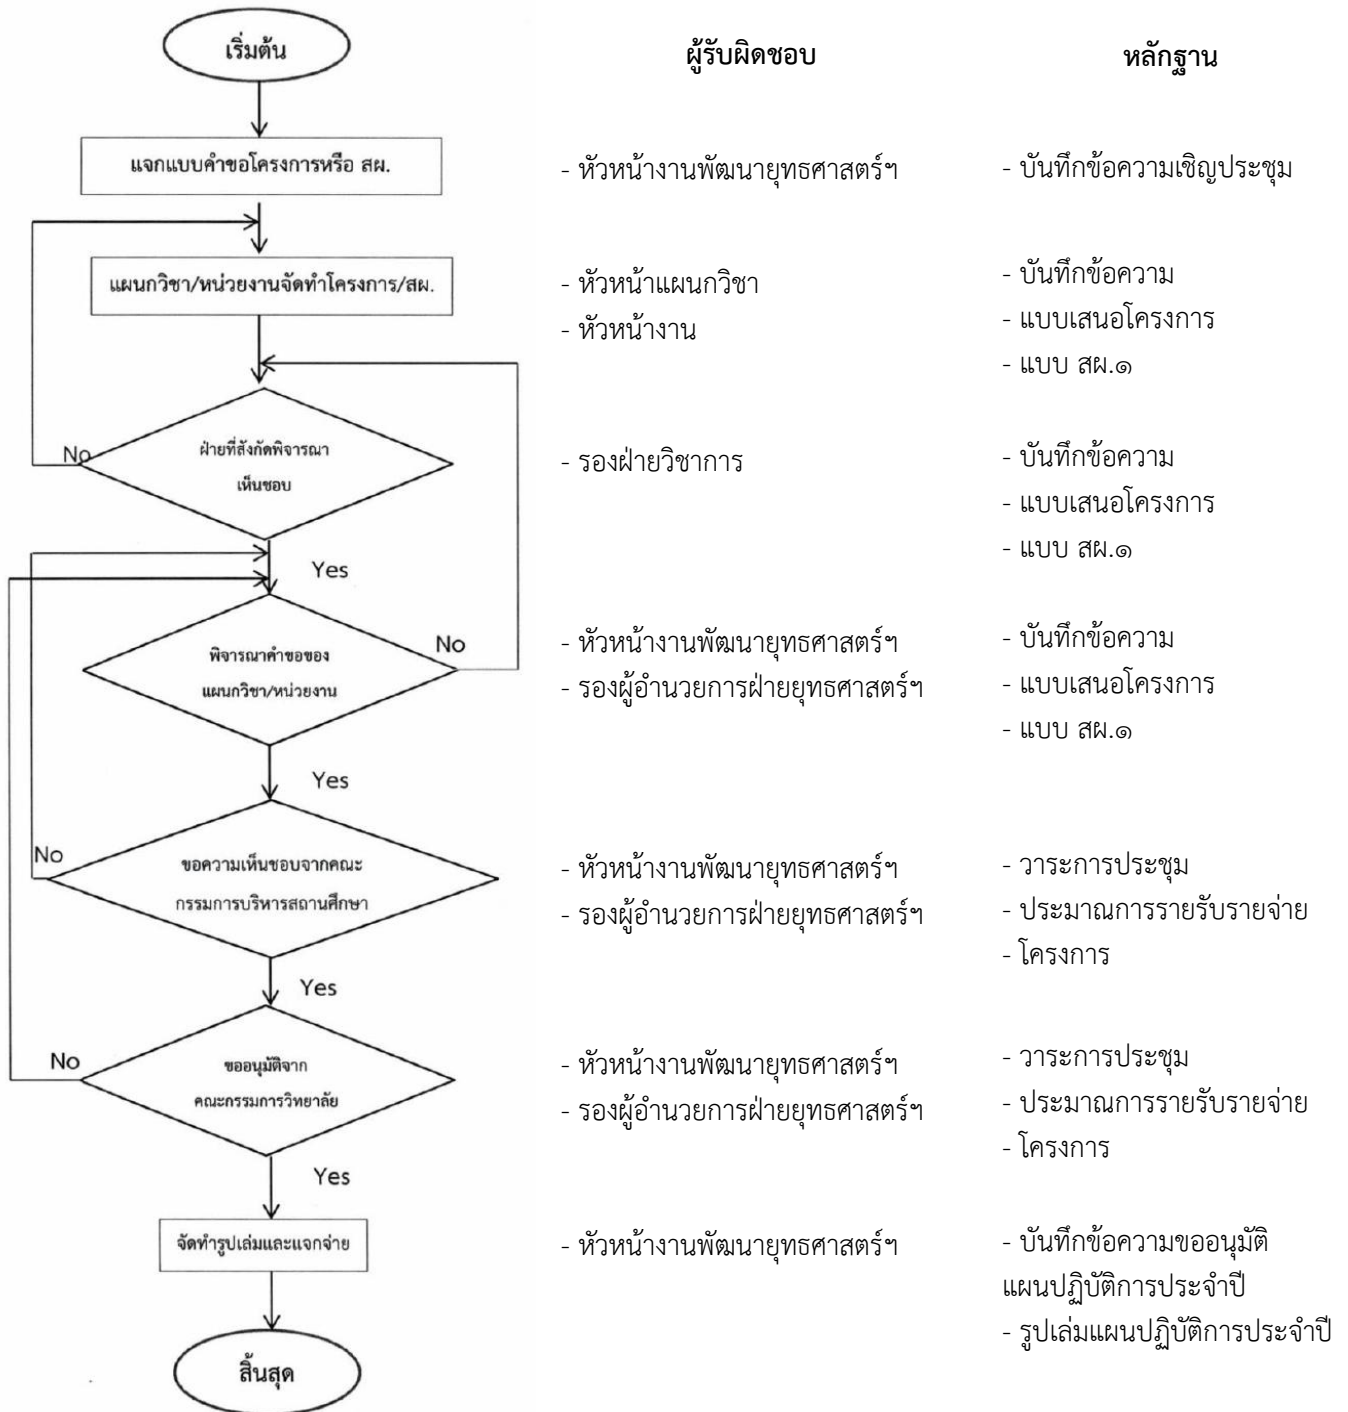 เริ่มต้น
ผู้รับผิดชอบ
หลักฐาน
แจกแบบคำขอโครงการหรือ สผ.
- หัวหน้างานพัฒนายุทธศาสตร์ฯ
- บันทึกข้อความเชิญประชุม
แผนกวิชา/หน่วยงานจัดทำโครงการ/สผ.
- หัวหน้าแผนกวิชา
- หัวหน้างาน
- บันทึกข้อความ
- แบบเสนอโครงการ
- แบบ สผ.๑
No
ฝ่ายที่สังกัดพิจารณา
เห็นชอบ
- รองฝ่ายวิชาการ
- บันทึกข้อความ
- แบบเสนอโครงการ
- แบบ สผ.๑
Yes
พิจารณาคำขอของ
แผนกวิชา/หน่วยงาน
No
- หัวหน้างานพัฒนายุทธศาสตร์ฯ
- รองผู้อำนวยการฝ่ายยุทธศาสตร์ฯ
- บันทึกข้อความ
- แบบเสนอโครงการ
- แบบ สผ.๑
Yes
No
ขอความเห็นชอบจากคณะ
กรรมการบริหารสถานศึกษา
- หัวหน้างานพัฒนายุทธศาสตร์ฯ
- รองผู้อำนวยการฝ่ายยุทธศาสตร์ฯ
- วาระการประชุม
- ประมาณการรายรับรายจ่าย
- โครงการ
Yes
No
ขออนุมัติจาก
คณะกรรมการวิทยาลัย
- หัวหน้างานพัฒนายุทธศาสตร์ฯ
- รองผู้อำนวยการฝ่ายยุทธศาสตร์ฯ
- วาระการประชุม
- ประมาณการรายรับรายจ่าย
- โครงการ
Yes
จัดทำรูปเล่มและแจกจ่าย
- หัวหน้างานพัฒนายุทธศาสตร์ฯ
- บันทึกข้อความขออนุมัติ
แผนปฏิบัติการประจำปี
- รูปเล่มแผนปฏิบัติการประจำปี
สิ้นสุด